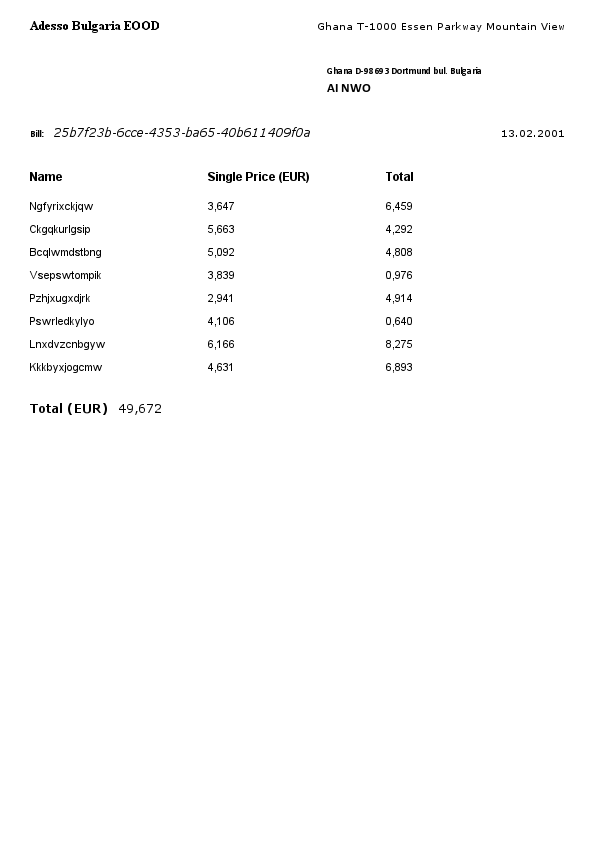 Adesso Bulgaria EOOD Ghana T-1000 Essen Parkway Mountain View
Ghana D-98693 Dortmund bul. Bulgaria
AI NWO
Bill: 25b7f23b-6cce-4353-ba65-40b611409f0a 13.02.2001
Name Single Price (EUR) Total
Ngfyrixckjqw 3,647 6,459
Ckgqkurlgsip 5,663 4,292
Bcqlwmdstbng 5,092 4,808
Vsepswtompik 3,839 0,976
Pzhjxugxdjrk 2,941 4,914
Pswrledkylyo 4,106 0,640
Lnxdvzcnbgyw 6,166 8,275
Kkkbyxjogcmw 4,631 6,893
Total (EUR) 49,672